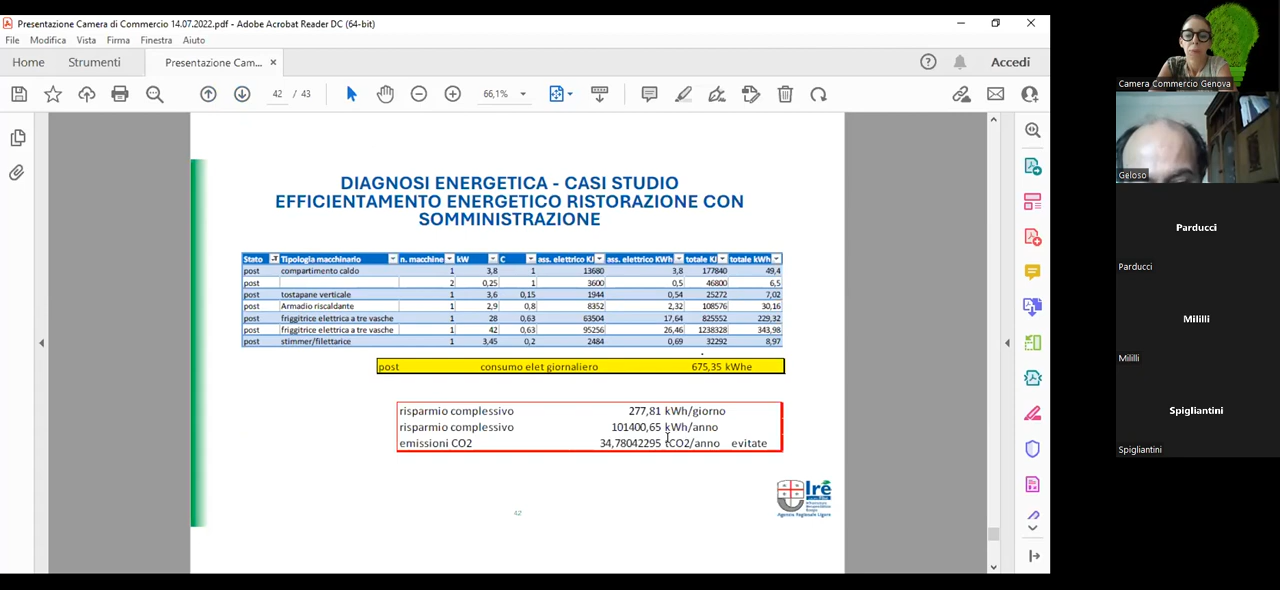 Presentazione Camera di Commercio 14.07.2022.pdf - Adobe Acrobat Reader DC (64-bit)
File Modifica Vista Firma Finestra Aiuto
Home Strumenti Presentazione Cam... × Accedi
42 / 43 66,1%
DIAGNOSI ENERGETICA - CASI STUDIO
EFFICIENTAMENTO ENERGETICO RISTORAZIONE CON
SOMMINISTRAZIONE
Stato Tipologia macchinario n. macchine kW C ass. elettrico KJ ass. elettrico KWh totale KJ totale kWh
post compartimento caldo 1 3,8 1 13680 3,8 177840 49,4
post 2 0,25 1 3600 0,5 46800 6,5
post tostapane verticale 1 3,6 0,15 1944 0,54 25272 7,02
post Armadio riscaldante 1 2,9 0,8 8352 2,32 108576 30,16
post friggitrice elettrica a tre vasche 1 28 0,63 63504 17,64 825552 229,32
post friggitrice elettrica a tre vasche 1 42 0,63 95256 26,46 1238328 343,98
post stimmer/filettarice 1 3,45 0,2 2484 0,69 32292 8,97
post consumo elet giornaliero 675,35 kWhe
risparmio complessivo 277,81 kWh/giorno
risparmio complessivo 101400,65 kWh/anno
emissioni CO2 34,78042295 tCO2/anno evitate
Ire
Agenzia Regionale Ligure
42
Camera Commercio Genova
Geloso
Parducci
Parducci
Mililli
Mililli
Spigliantini
Spigliantini